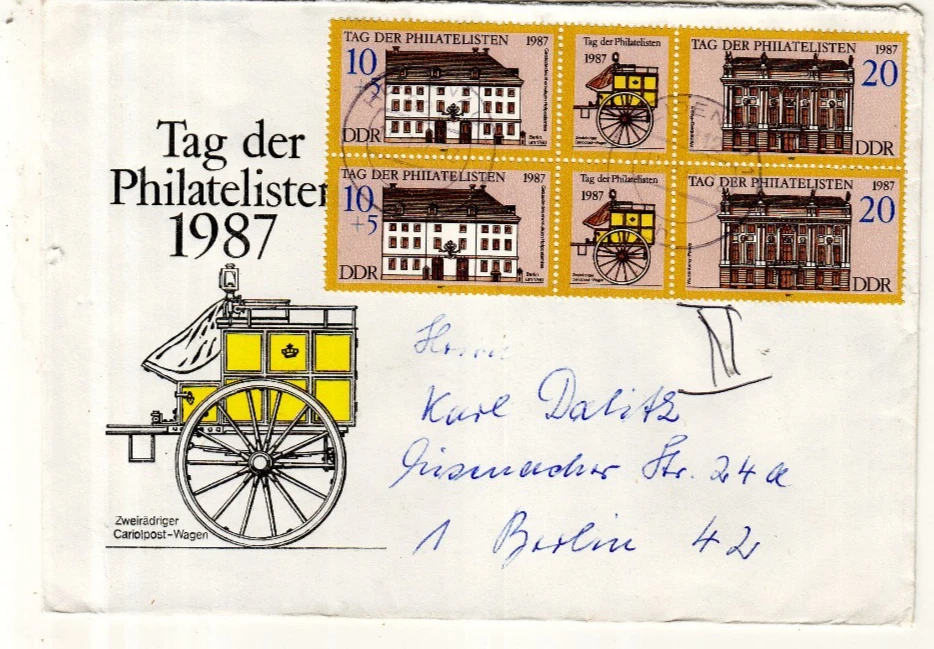 TAG DER PHILATELISTEN 1987
10
+5
DDR
Tag der Philatelisten
1987
TAG DER PHILATELISTEN 1987
20
DDR
TAG DER PHILATELISTEN 1987
10
+5
DDR
Tag der Philatelisten
1987
TAG DER PHILATELISTEN 1987
20
DDR
Tag der
Philatelisten
1987
Zweirädriger
Cariolpost-Wagen
Herrn
Karl Dalitz
Str. 24a
1 Berlin 42